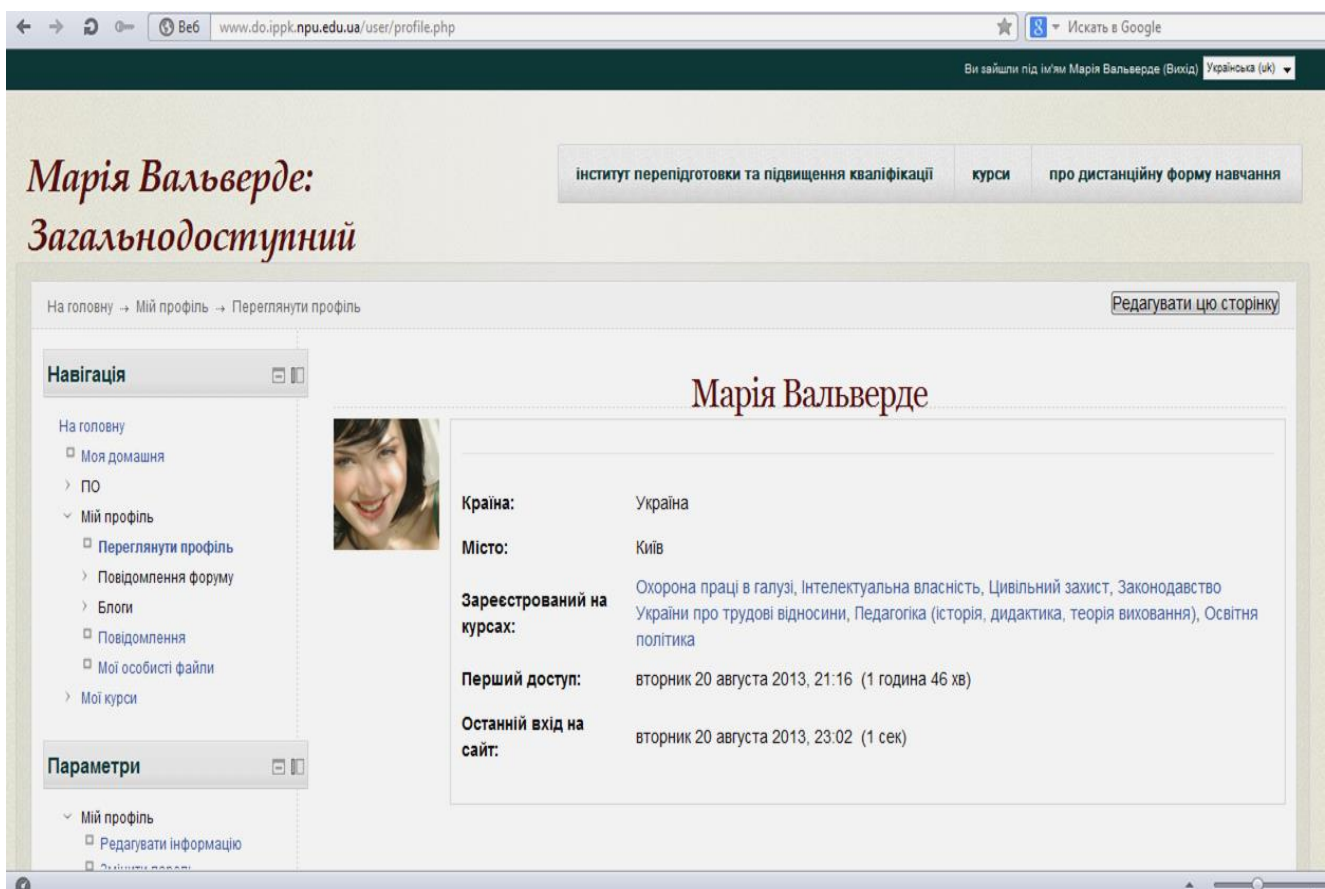 Веб www.do.ippk.npu.edu.ua/user/profile.php Искать в Google
Ви зайшли під ім'ям Марія Вальверде (Вихід) Українська (uk)
Марія Вальверде:
Загальнодоступний
інститут перепідготовки та підвищення кваліфікації курси про дистанційну форму навчання
На головну → Мій профіль → Переглянути профіль
Редагувати цю сторінку
Навігація
На головну
Моя домашня
ПО
Мій профіль
Переглянути профіль
Повідомлення форуму
Блоги
Повідомлення
Мої особисті файли
Мої курси
Параметри
Мій профіль
Редагувати інформацію
Марія Вальверде
Країна: Україна
Місто: Київ
Зареєстрований на
курсах:
Охорона праці в галузі, Інтелектуальна власність, Цивільний захист, Законодавство
України про трудові відносини, Педагогіка (історія, дидактика, теорія виховання), Освітня
політика
Перший доступ: вторник 20 августа 2013, 21:16 (1 година 46 хв)
Останній вхід на
сайт:
вторник 20 августа 2013, 23:02 (1 сек)